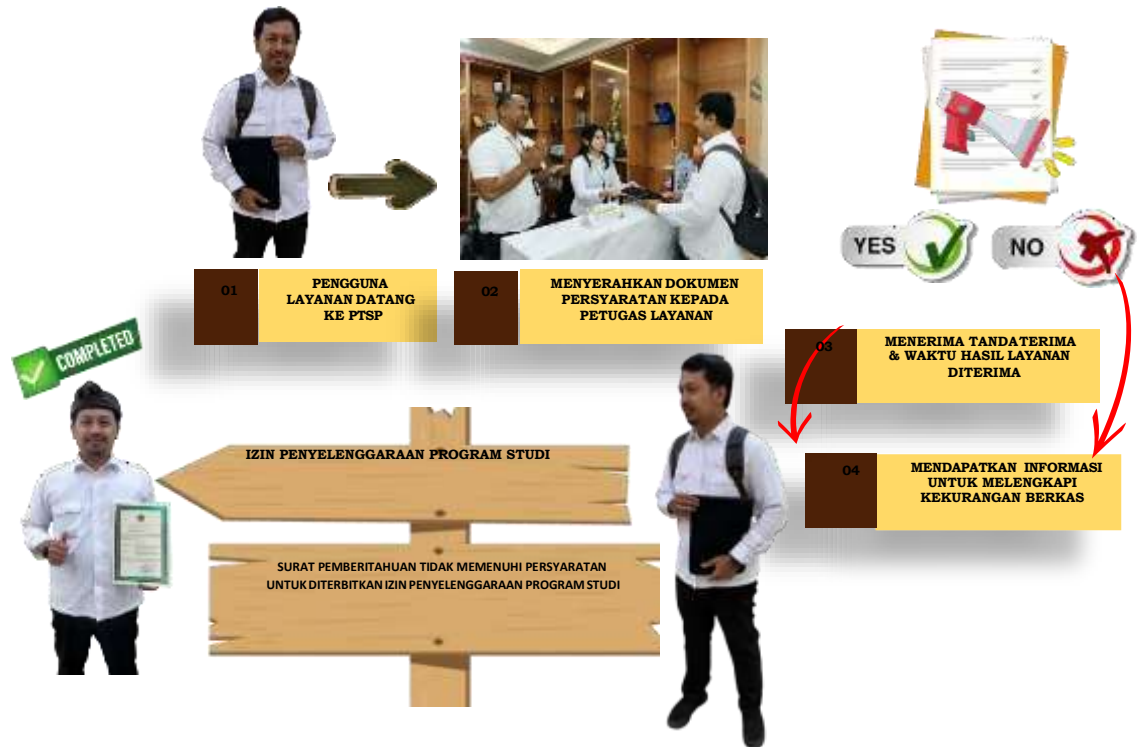 YES
NO
01
PENGGUNA
LAYANAN DATANG
KE PTSP
02
MENYERAHKAN DOKUMEN
PERSYARATAN KEPADA
PETUGAS LAYANAN
03
MENERIMA TANDATERIMA
& WAKTU HASIL LAYANAN
DITERIMA
04
MENDAPATKAN INFORMASI
UNTUK MELENGKAPI
KEKURANGAN BERKAS
COMPLETED
IZIN PENYELENGGARAAN PROGRAM STUDI
SURAT PEMBERITAHUAN TIDAK MEMENUHI PERSYARATAN
UNTUK DITERBITKAN IZIN PENYELENGGARAAN PROGRAM STUDI